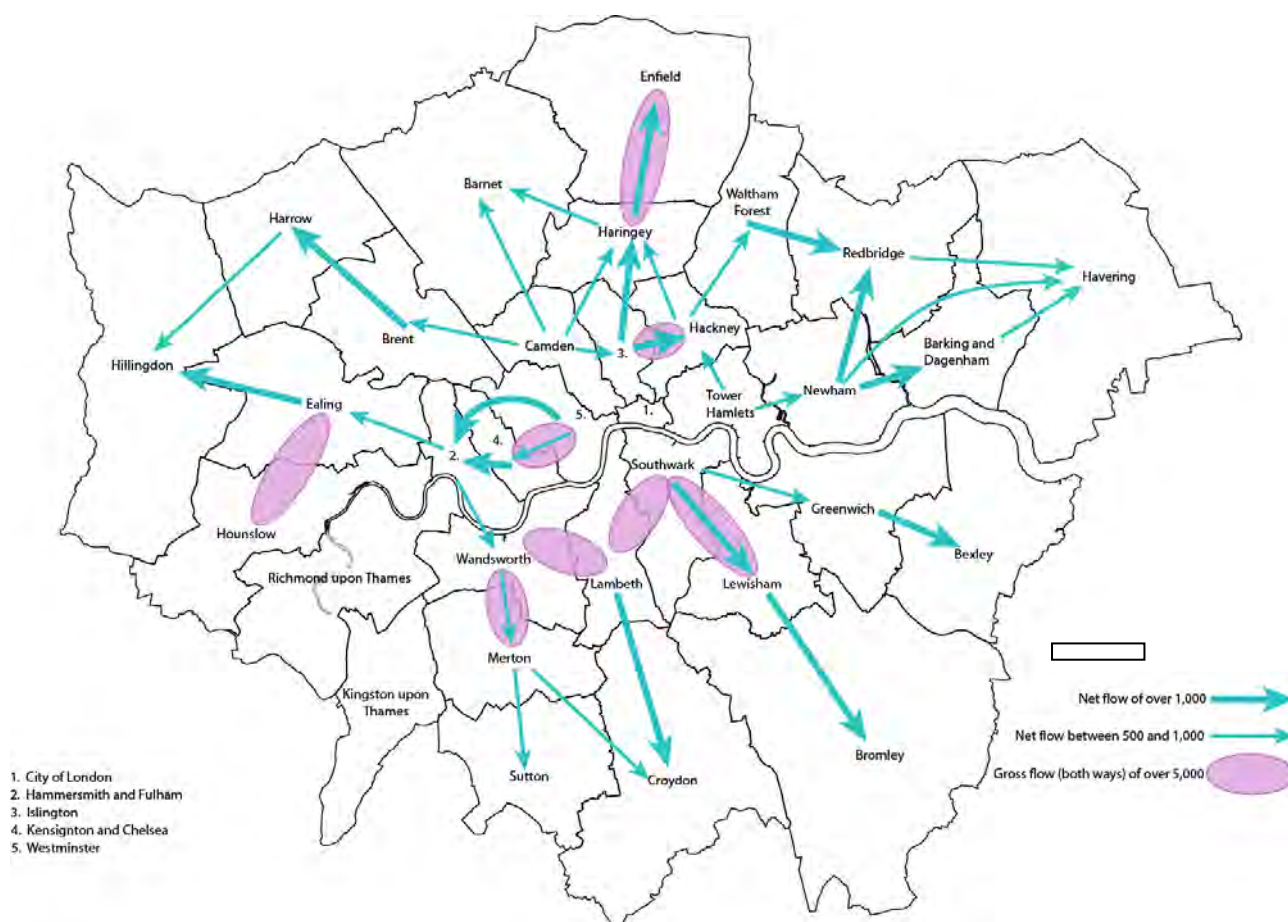 Enfield
Barnet
Waltham
Forest
Harrow
Haringey
Redbridge
Havering
Hackney
Brent
Camden
3.
Barking and
Dagenham
Hillingdon
Tower
Hamlets
Newham
Ealing
1.
5.
4.
2.
Southwark
Greenwich
Hounslow
Wandsworth
Bexley
Richmond upon Thames
Lambeth
Lewisham
Merton
Kingston upon
Thames
Net flow of over 1,000
Net flow between 500 and 1,000
Bromley
Sutton
Croydon
Gross flow (both ways) of over 5,000
1. City of London
2. Hammersmith and Fulham
3. Islington
4. Kensignton and Chelsea
5. Westminster